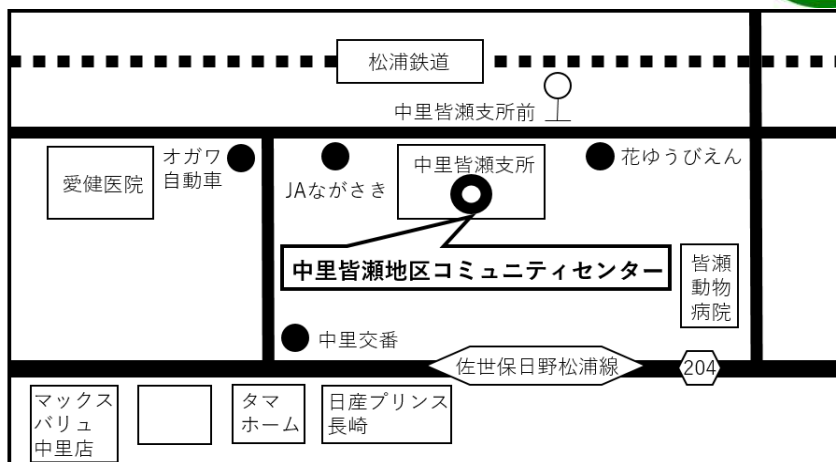 松浦鉄道
中里皆瀬支所前
愛健医院
オガワ
自動車
JAながさき
中里皆瀬支所
花ゆうびえん
中里皆瀬地区コミュニティセンター
皆瀬
動物
病院
中里交番
佐世保日野松浦線
204
マックス
バリュ
中里店
タマ
ホーム
日産プリンス
長崎